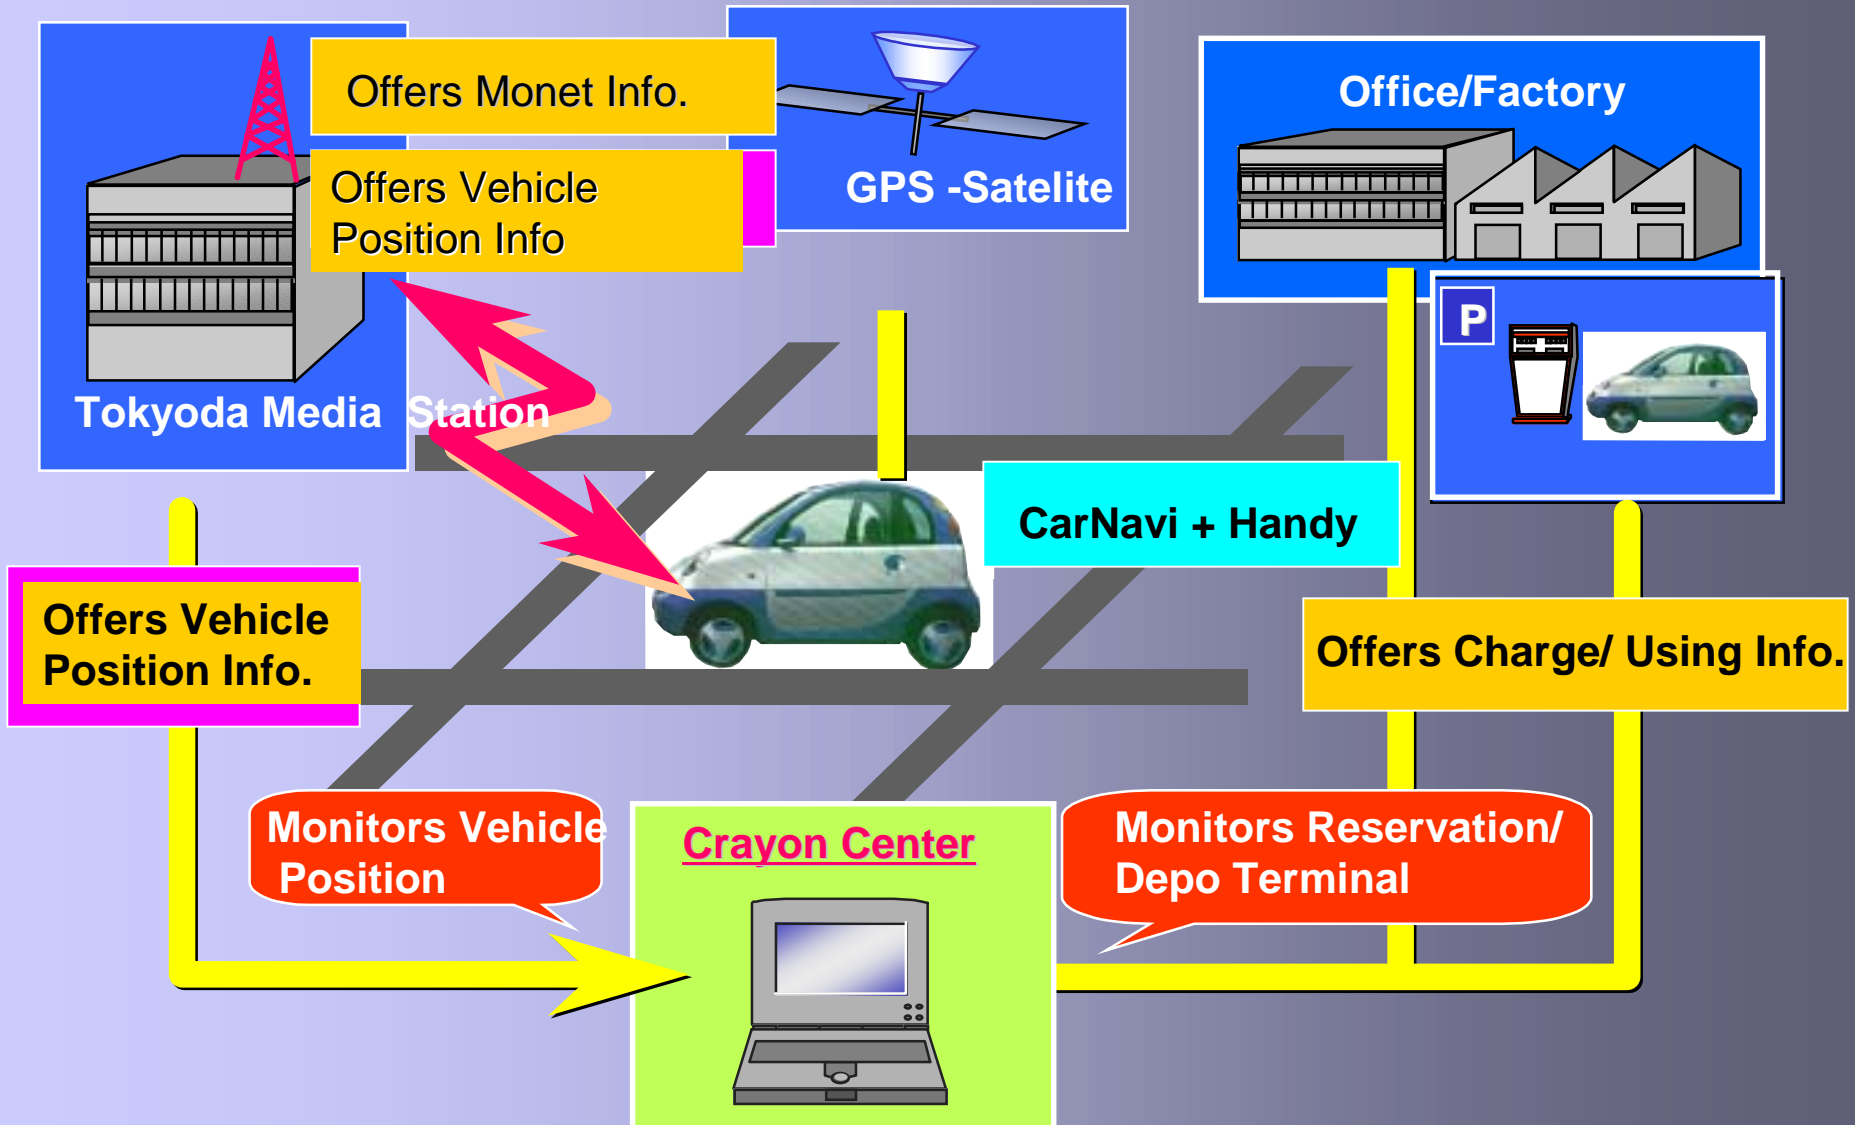 Offers Monet Info.
Offers Vehicle
Position Info
GPS -Satelite
Office/Factory
P
Tokyoda Media Station
CarNavi + Handy
Offers Vehicle
Position Info.
Offers Charge/ Using Info.
Monitors Vehicle
Position
Crayon Center
Monitors Reservation/
Depo Terminal